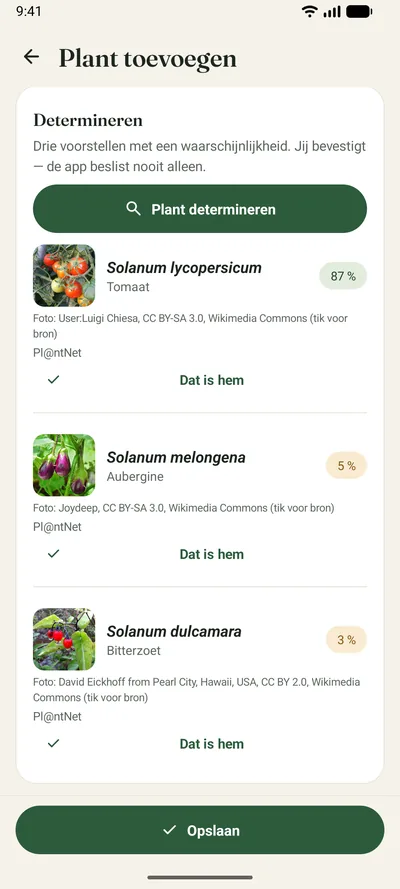 9:41
Plant toevoegen
Determineren
Drie voorstellen met een waarschijnlijkheid. Jij bevestigt
— de app beslist nooit alleen.
Plant determineren
Solanum lycopersicum
87 %
Tomaat
Foto: User:Luigi Chiesa, CC BY-SA 3.0, Wikimedia Commons (tik voor
bron)
Pl@ntNet
Dat is hem
Solanum melongena
5 %
Aubergine
Foto: Joydeep, CC BY-SA 3.0, Wikimedia Commons (tik voor bron)
Pl@ntNet
Dat is hem
Solanum dulcamara
3 %
Bitterzoet
Foto: David Eickhoff from Pearl City, Hawaii, USA, CC BY 2.0, Wikimedia
Commons (tik voor bron)
Pl@ntNet
Dat is hem
Opslaan